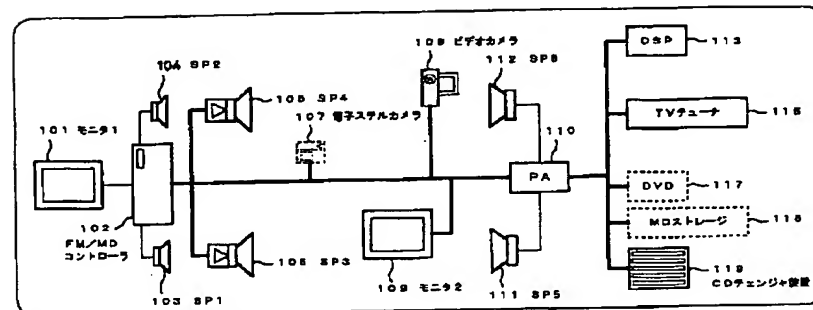 104 SP2
105 SP4
101 モニタ1
107 電子スチルカメラ
108 ビデオカメラ
112 SP6
110
PA
DSP
113
TVチューナ
DVD
117
MDストレージ
119
CDチェンジャ装置
102
FM/MD
コントローラ
103 SP1
106 SP3
109 モニタ2
111 SP5